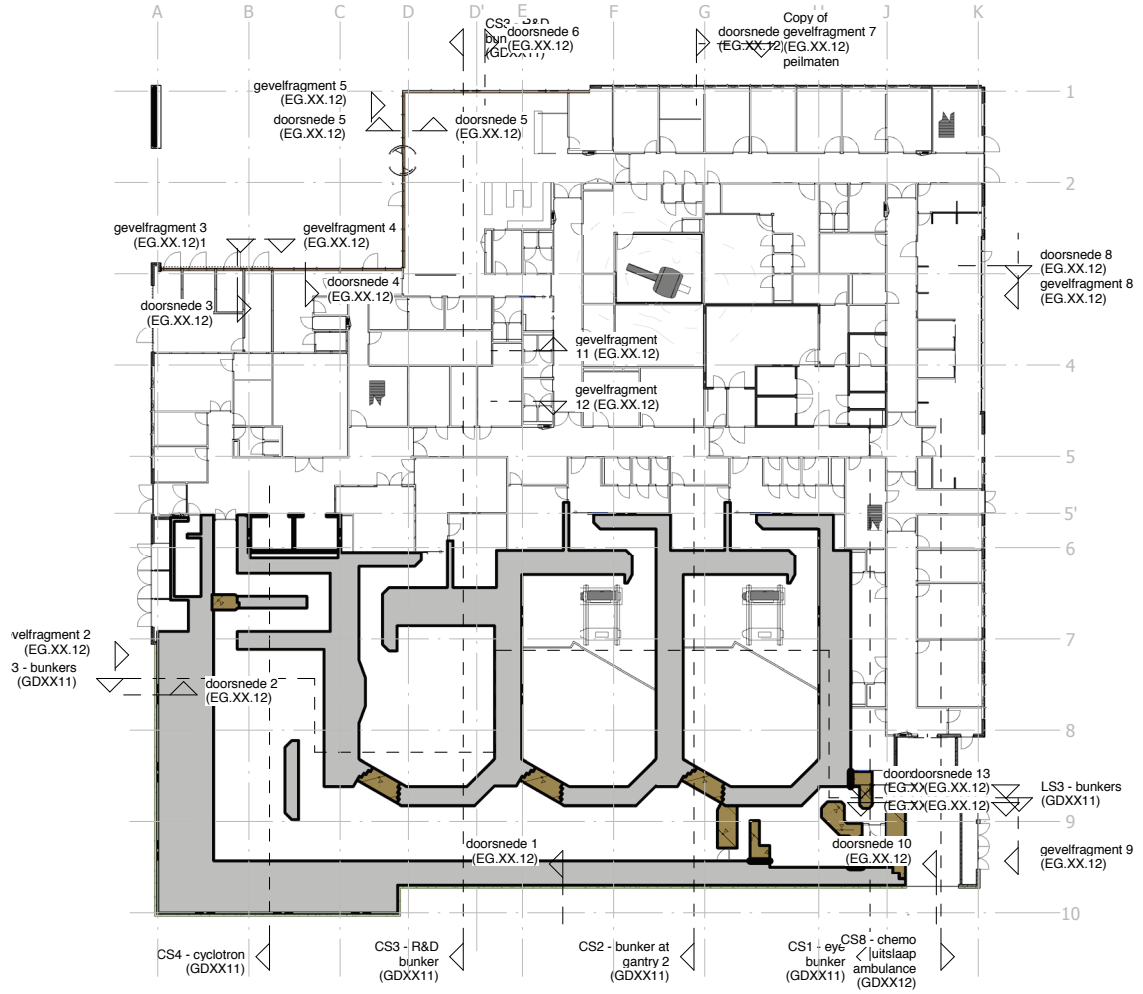 A B C D D' E F G J K
CS3 - R&D
(GDXX11)
doorsnede 6
(EG.XX.12)
doorsnede
(EG.XX.12)
Copy of
gevelfragment 7
(EG.XX.12)
peilmaten
gevelfragment 5
(EG.XX.12)
1
doorsnede 5
(EG.XX.12)
doorsnede 5
(EG.XX.12)
2
gevelfragment 3
(EG.XX.12)1
gevelfragment 4
(EG.XX.12)
doorsnede 8
(EG.XX.12)
gevelfragment 8
(EG.XX.12)
doorsnede 4
(EG.XX.12)
doorsnede 3
(EG.XX.12)
gevelfragment
11 (EG.XX.12)
4
gevelfragment
12 (EG.XX.12)
5
5'
6
7
velfragment 2
(EG.XX.12)
3 - bunkers
(GDXX11)
doorsnede 2
(EG.XX.12)
8
doorsnede 13
(EG.XX.12)
(EG.XX.12)
LS3 - bunkers
(GDXX11)
9
doorsnede 1
(EG.XX.12)
doorsnede 10
(EG.XX.12)
gevelfragment 9
(EG.XX.12)
10
CS4 - cyclotron
(GDXX11)
CS3 - R&D
bunker
(GDXX11)
CS2 - bunker at
gantry 2
(GDXX11)
CS1 - eye
bunker
(GDXX11)
CS8 - chemo
uitslaap
ambulance
(GDXX12)